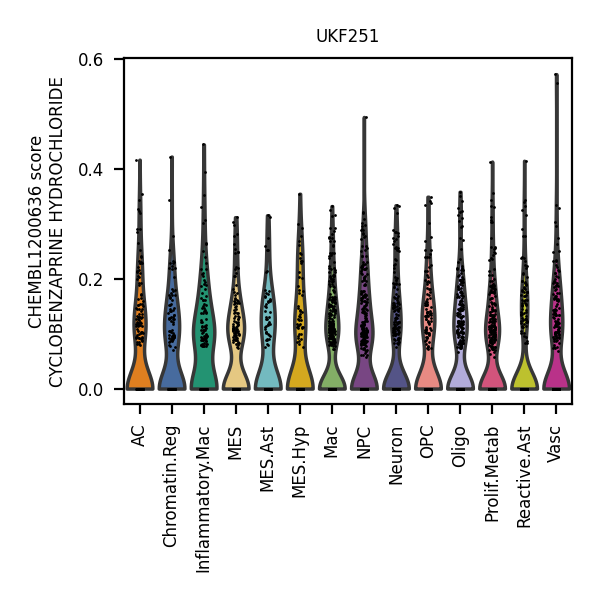 UKF251
CHEMBL1200636 score
CYCLOBENZAPRINE HYDROCHLORIDE
0.6
0.4
0.2
0.0
AC
Chromatin.Reg
Inflammatory.Mac
MES
MES.Ast
MES.Hyp
Mac
NPC
Neuron
OPC
Oligo
Prolif.Metab
Reactive.Ast
Vasc